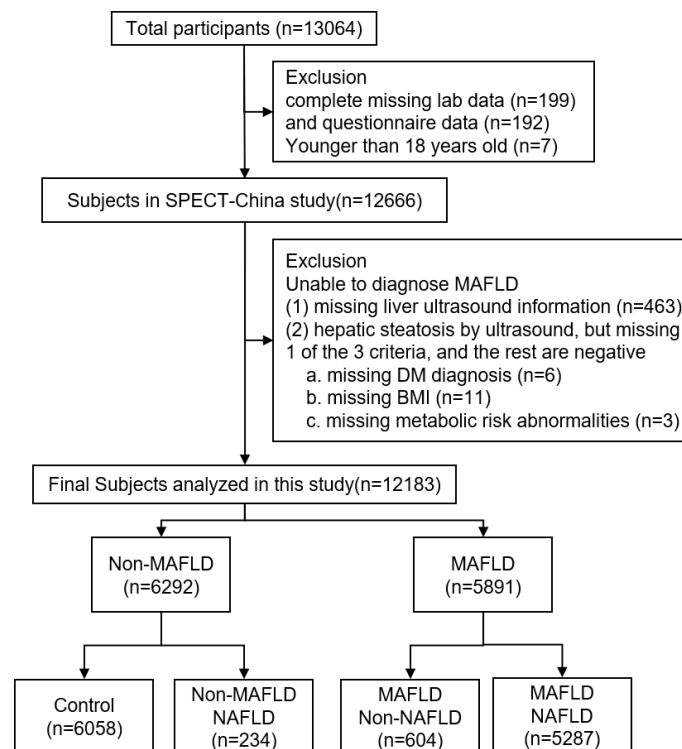 Total participants (n=13064)
Exclusion
complete missing lab data (n=199)
and questionnaire data (n=192)
Younger than 18 years old (n=7)
Subjects in SPECT-China study(n=12666)
Exclusion
Unable to diagnose MAFLD
(1) missing liver ultrasound information (n=463)
(2) hepatic steatosis by ultrasound, but missing
1 of the 3 criteria, and the rest are negative
a. missing DM diagnosis (n=6)
b. missing BMI (n=11)
c. missing metabolic risk abnormalities (n=3)
Final Subjects analyzed in this study(n=12183)
Non-MAFLD
(n=6292)
MAFLD
(n=5891)
Control
(n=6058)
Non-MAFLD
NAFLD
(n=234)
MAFLD
Non-NAFLD
(n=604)
MAFLD
NAFLD
(n=5287)